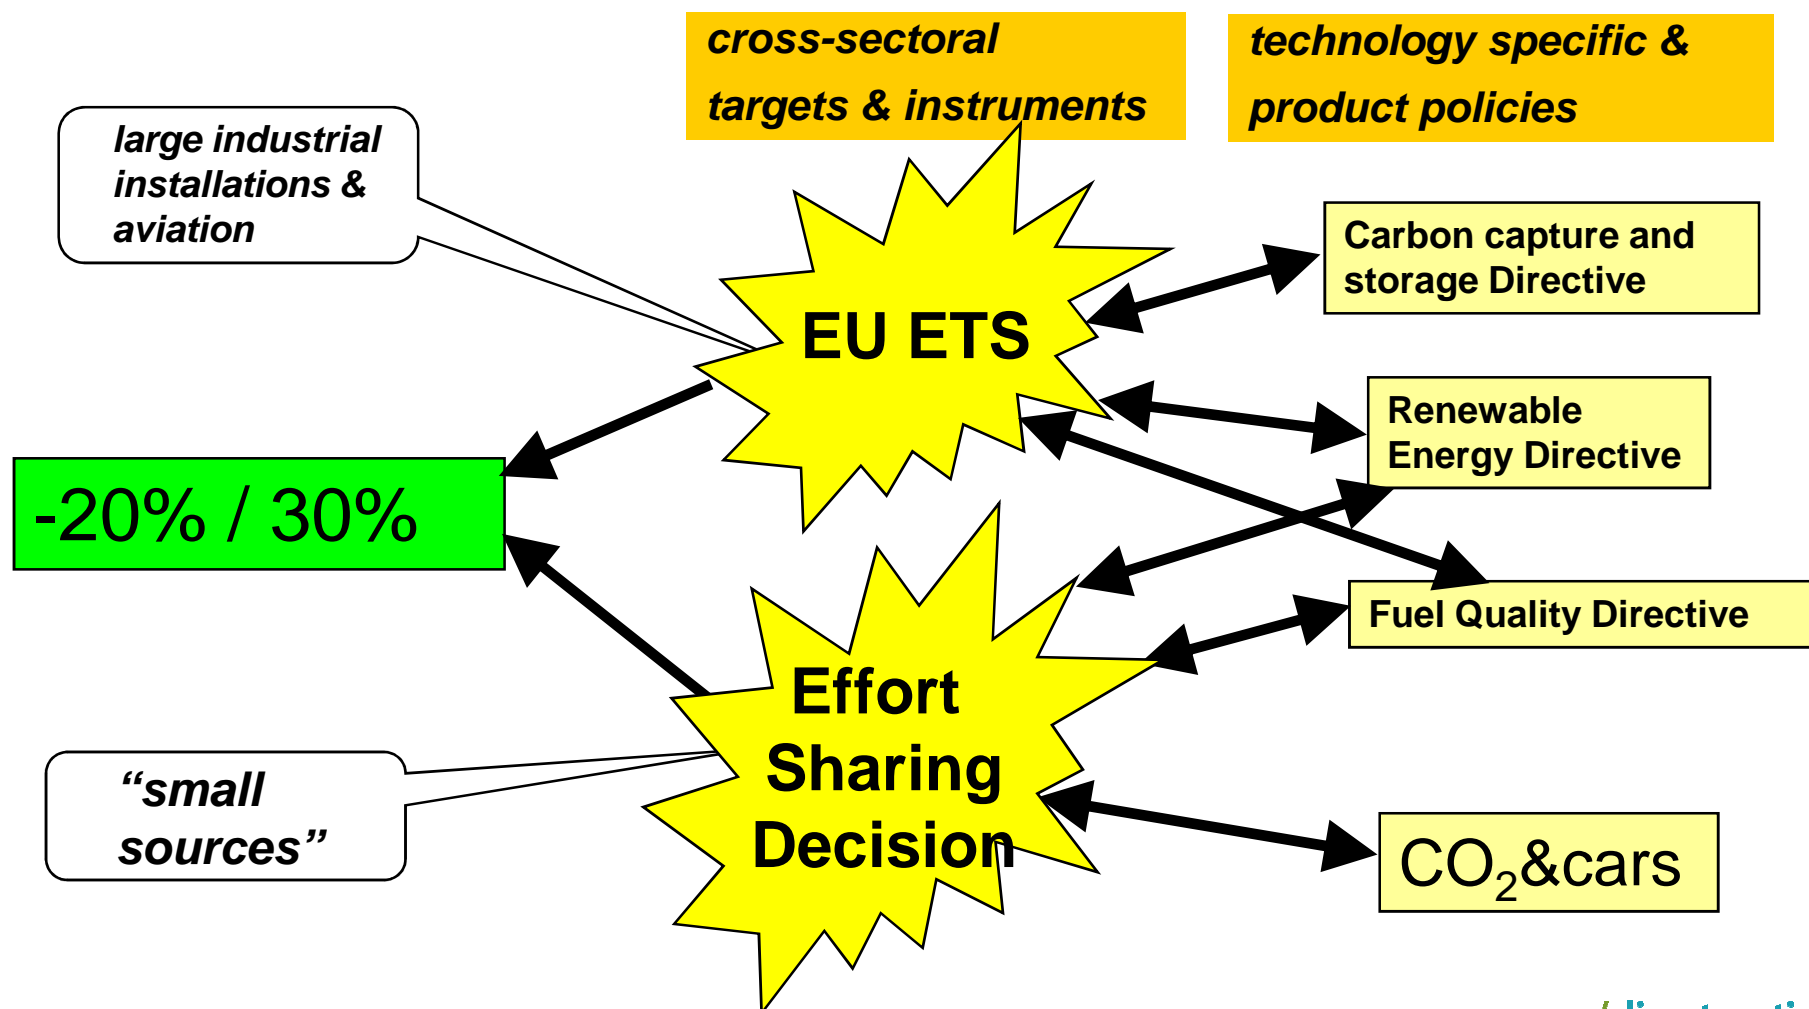 cross-sectoral
targets & instruments
technology specific &
product policies
large industrial
installations &
aviation
EU ETS
Carbon capture and
storage Directive
Renewable
Energy Directive
-20% / 30%
Fuel Quality Directive
Effort
Sharing
Decision
“small
sources”
CO₂&cars